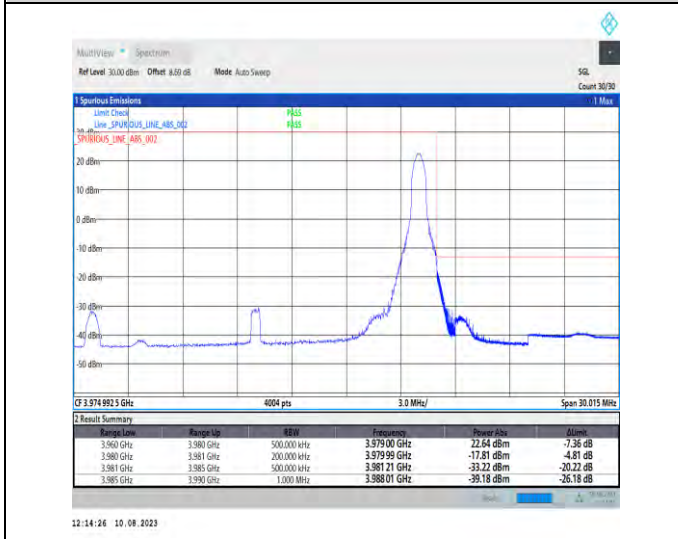 MultiView Spectrum
Ref Level 30.00 dBm Offset 8.69 dB Mode Auto Sweep SGL
Count 30/30
1 Spurious Emissions 1 Max
Limit Check PASS
Line _SPURIOUS_LINE_ABS_002 PASS
_SPURIOUS_LINE_ABS_002
20 dBm
10 dBm
0 dBm
-10 dBm
-20 dBm
-30 dBm
-40 dBm
-50 dBm
CF 3.974 992 5 GHz 4004 pts 3.0 MHz/ Span 30.015 MHz
2 Result Summary
Range Low Range Up RBW Frequency Power Abs ΔLimit
3.960 GHz 3.980 GHz 500.000 kHz 3.979 00 GHz 22.64 dBm -7.36 dB
3.980 GHz 3.981 GHz 200.000 kHz 3.979 99 GHz -17.81 dBm -4.81 dB
3.981 GHz 3.985 GHz 500.000 kHz 3.981 21 GHz -33.22 dBm -20.22 dB
3.985 GHz 3.990 GHz 1.000 MHz 3.988 01 GHz -39.18 dBm -26.18 dB
12:14:26 10.08.2023